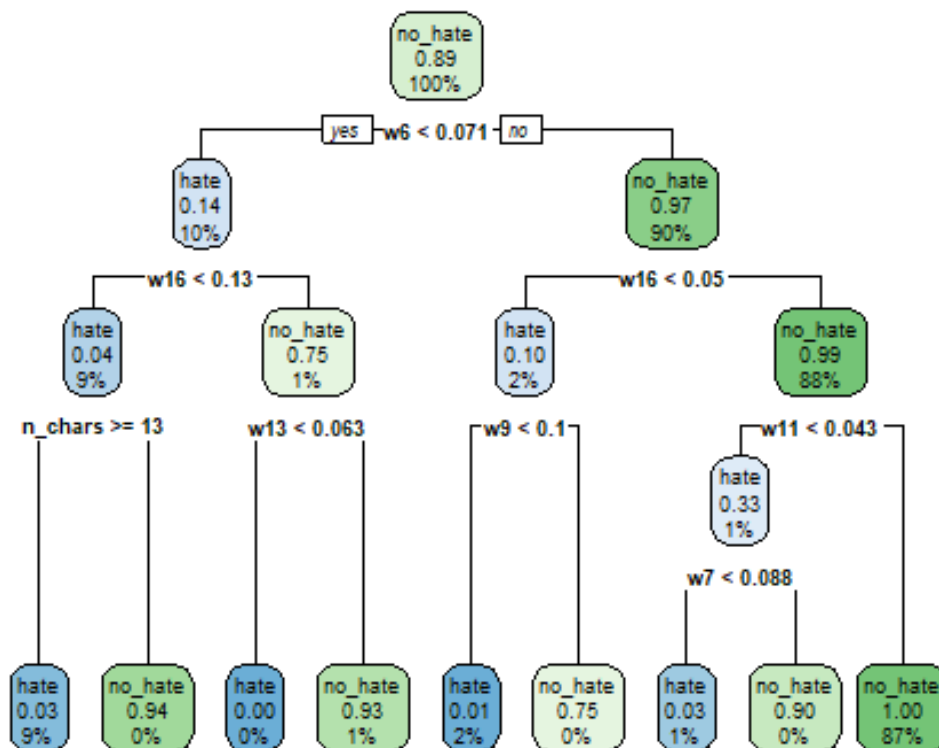 no_hate
0.89
100%
yes w6 < 0.071 no
hate
0.14
10%
no_hate
0.97
90%
w16 < 0.13
w16 < 0.05
hate
0.04
9%
no_hate
0.75
1%
hate
0.10
2%
no_hate
0.99
88%
n_chars >= 13
w13 < 0.063
w9 < 0.1
w11 < 0.043
hate
0.33
1%
w7 < 0.088
hate
0.03
9%
no_hate
0.94
0%
hate
0.00
0%
no_hate
0.93
1%
hate
0.01
2%
no_hate
0.75
0%
hate
0.03
1%
no_hate
0.90
0%
no_hate
1.00
87%